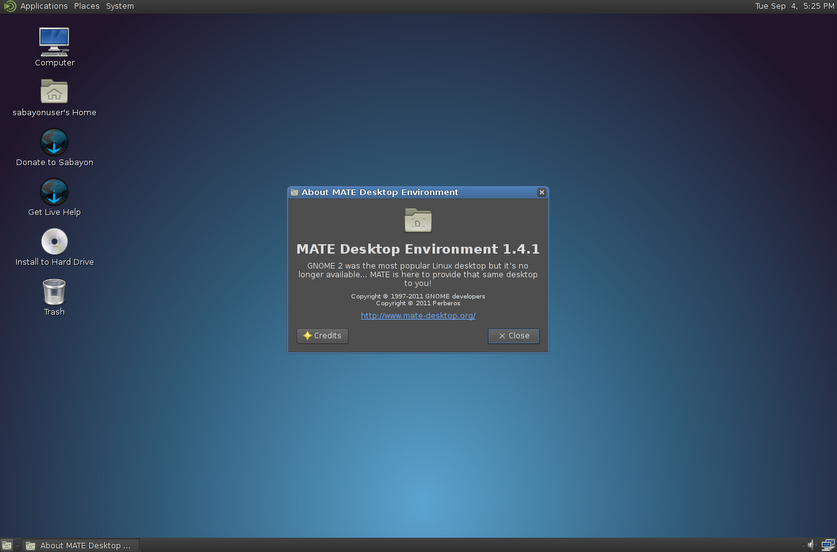 Applications Places System
Tue Sep 4, 5:25 PM
Computer
sabayonuser's Home
Donate to Sabayon
Get Live Help
Install to Hard Drive
Trash
About MATE Desktop Environment
MATE Desktop Environment 1.4.1
GNOME 2 was the most popular Linux desktop but it's no
longer available... MATE is here to provide that same desktop
to you!
Copyright © 1997-2011 GNOME developers
Copyright © 2011 Perberos
http://www.mate-desktop.org/
Credits
Close
About MATE Desktop ...